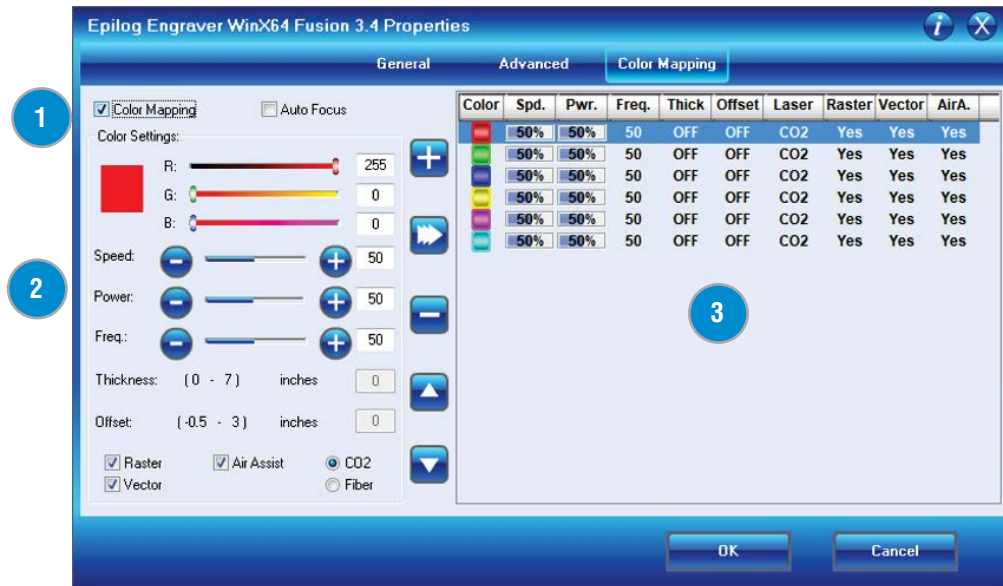 Epilog Engraver WinX64 Fusion 3.4 Properties
i X
General Advanced Color Mapping
1
Color Mapping Auto Focus
Color Settings:
R: 255
G: 0
B: 0
Speed: 50
2
Power: 50
Freq.: 50
Thickness: ( 0 - 7 ) inches 0
Offset: ( -0.5 - 3 ) inches 0
Raster Air Assist CO2
Vector Fiber
Color Spd. Pwr. Freq. Thick Offset Laser Raster Vector AirA.
50% 50% 50 OFF OFF CO2 Yes Yes Yes
50% 50% 50 OFF OFF CO2 Yes Yes Yes
50% 50% 50 OFF OFF CO2 Yes Yes Yes
50% 50% 50 OFF OFF CO2 Yes Yes Yes
50% 50% 50 OFF OFF CO2 Yes Yes Yes
50% 50% 50 OFF OFF CO2 Yes Yes Yes
3
OK Cancel